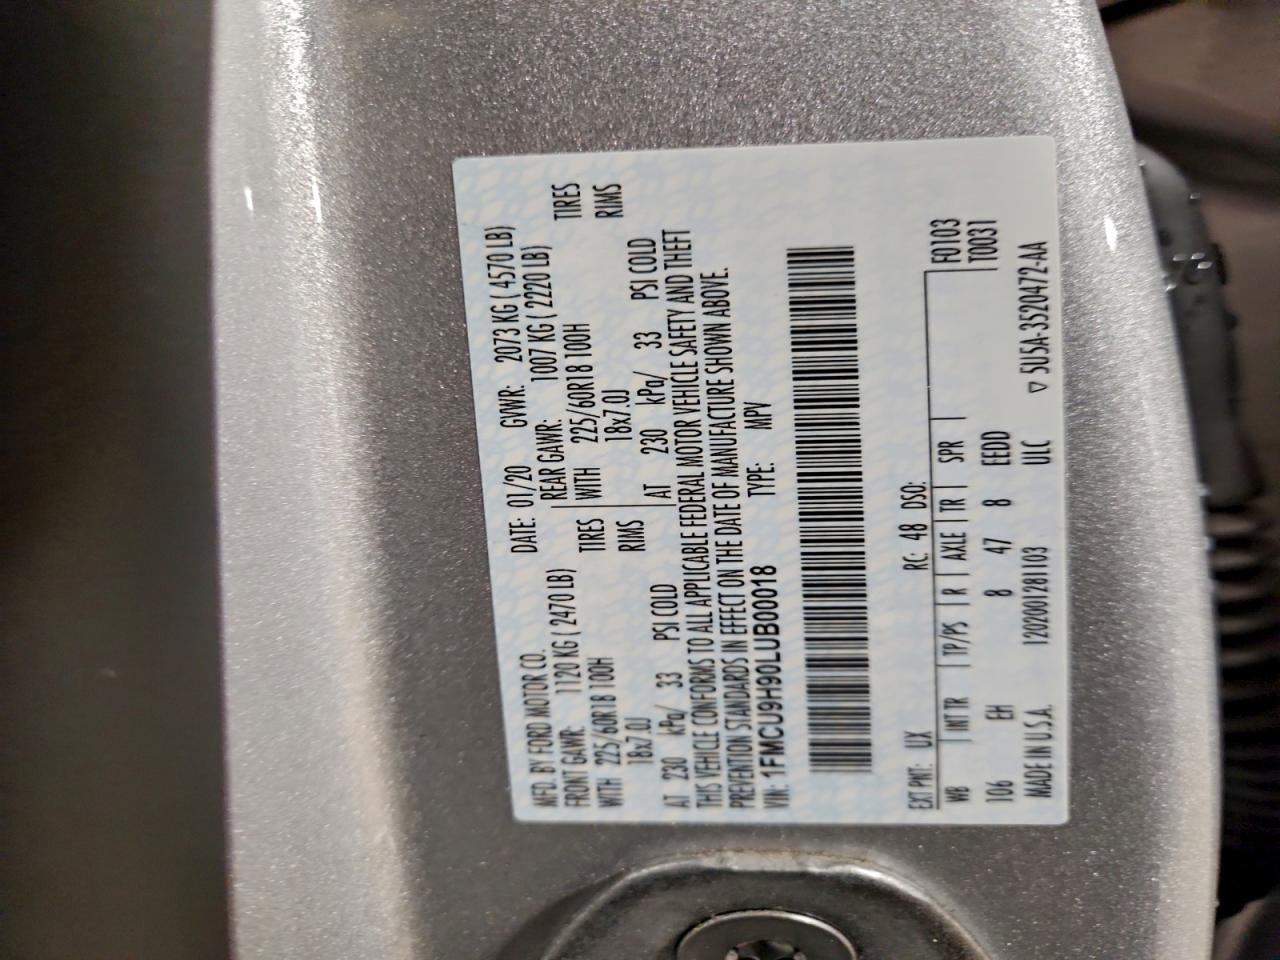 MFD. BY FORD MOTOR CO. DATE: 01/20 GVWR: 2073 KG ( 4570 LB)
FRONT GAWR: 1120 KG ( 2470 LB) REAR GAWR: 1007 KG ( 2220 LB)
WITH 225/60R18 100H TIRES WITH 225/60R18 100H TIRES
18x7.0J RIMS 18x7.0J RIMS
AT 230 kPa/ 33 PSI COLD AT 230 kPa/ 33 PSI COLD
THIS VEHICLE CONFORMS TO ALL APPLICABLE FEDERAL MOTOR VEHICLE SAFETY AND THEFT
PREVENTION STANDARDS IN EFFECT ON THE DATE OF MANUFACTURE SHOWN ABOVE.
VIN: 1FMCU9H90LUB00018 TYPE: MPV
EXT PNT: UX RC: 48 DSO: F0103
WB INT TR TP/PS R AXLE TR SPR T0031
106 EH 8 47 8 EEDD
MADE IN U.S.A. 1202001281103 ULC ▽ 5U5A-3520472-AA